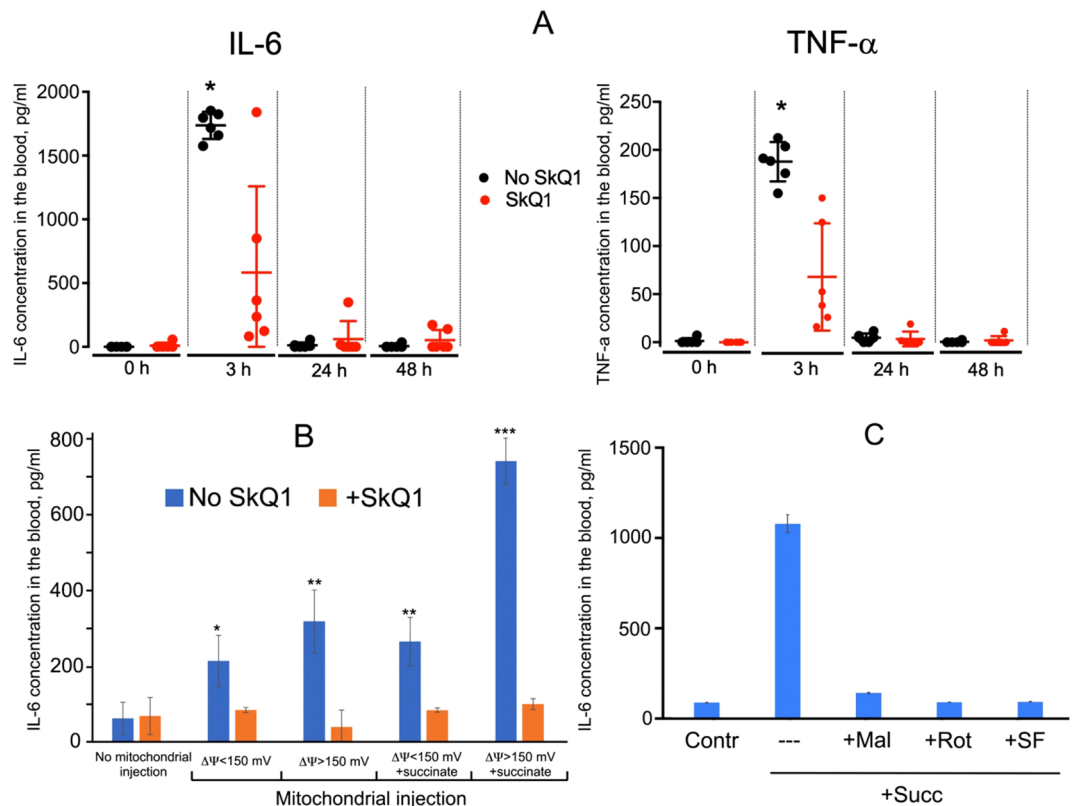 A
IL-6
TNF-α
IL-6 concentration in the blood, pg/ml
2000
1500
1000
500
0
*
0 h
3 h
24 h
48 h
No SkQ1
SkQ1
TNF-a concentration in the blood, pg/ml
250
200
150
100
50
0
*
0 h
3 h
24 h
48 h
B
IL-6 concentration in the blood, pg/ml
800
600
400
200
0
No SkQ1
+SkQ1
*
**
**
***
No mitochondrial
injection
ΔΨ<150 mV
ΔΨ>150 mV
ΔΨ<150 mV
+succinate
ΔΨ>150 mV
+succinate
Mitochondrial injection
C
IL-6 concentration in the blood, pg/ml
1500
1000
500
0
Contr
---
+Mal
+Rot
+SF
+Succ